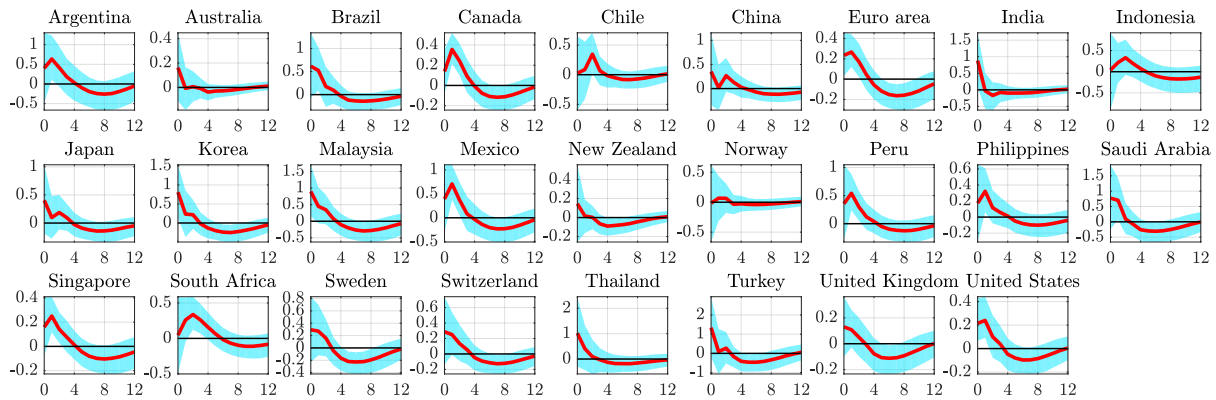 Argentina Australia Brazil Canada Chile China Euro area India Indonesia
1 0.5 0 -0.5 0.4 0.2 0 1 0.5 0 0.4 0.2 0 -0.2 0.5 0 -0.5 1 0.5 0 0.2 0 -0.2 1.5 1.0 0.5 0 -0.5 0.5 0 -0.5
0 4 8 12 0 4 8 12 0 4 8 12 0 4 8 12 0 4 8 12 0 4 8 12 0 4 8 12 0 4 8 12 0 4 8 12
Japan Korea Malaysia Mexico New Zealand Norway Peru Philippines Saudi Arabia
1 0.5 0 1.5 1 0.5 0 1.5 1 0.5 0 -0.5 1 0.5 0 -0.5 0.4 0.2 0 -0.2 0.5 0 -0.5 1 0.5 0 0.6 0.4 0.2 0 -0.2 1.5 1.0 0.5 0 -0.5
0 4 8 12 0 4 8 12 0 4 8 12 0 4 8 12 0 4 8 12 0 4 8 12 0 4 8 12 0 4 8 12 0 4 8 12
Singapore South Africa Sweden Switzerland Thailand Turkey United Kingdom United States
0.4 0.2 0 -0.2 0.5 0 -0.5 0.8 0.6 0.4 0.2 0 -0.2 -0.4 0.6 0.4 0.2 0 -0.2 2 1 0 2 1 0 -1 0.2 0 -0.2 0.4 0.2 0 -0.2
0 4 8 12 0 4 8 12 0 4 8 12 0 4 8 12 0 4 8 12 0 4 8 12 0 4 8 12 0 4 8 12